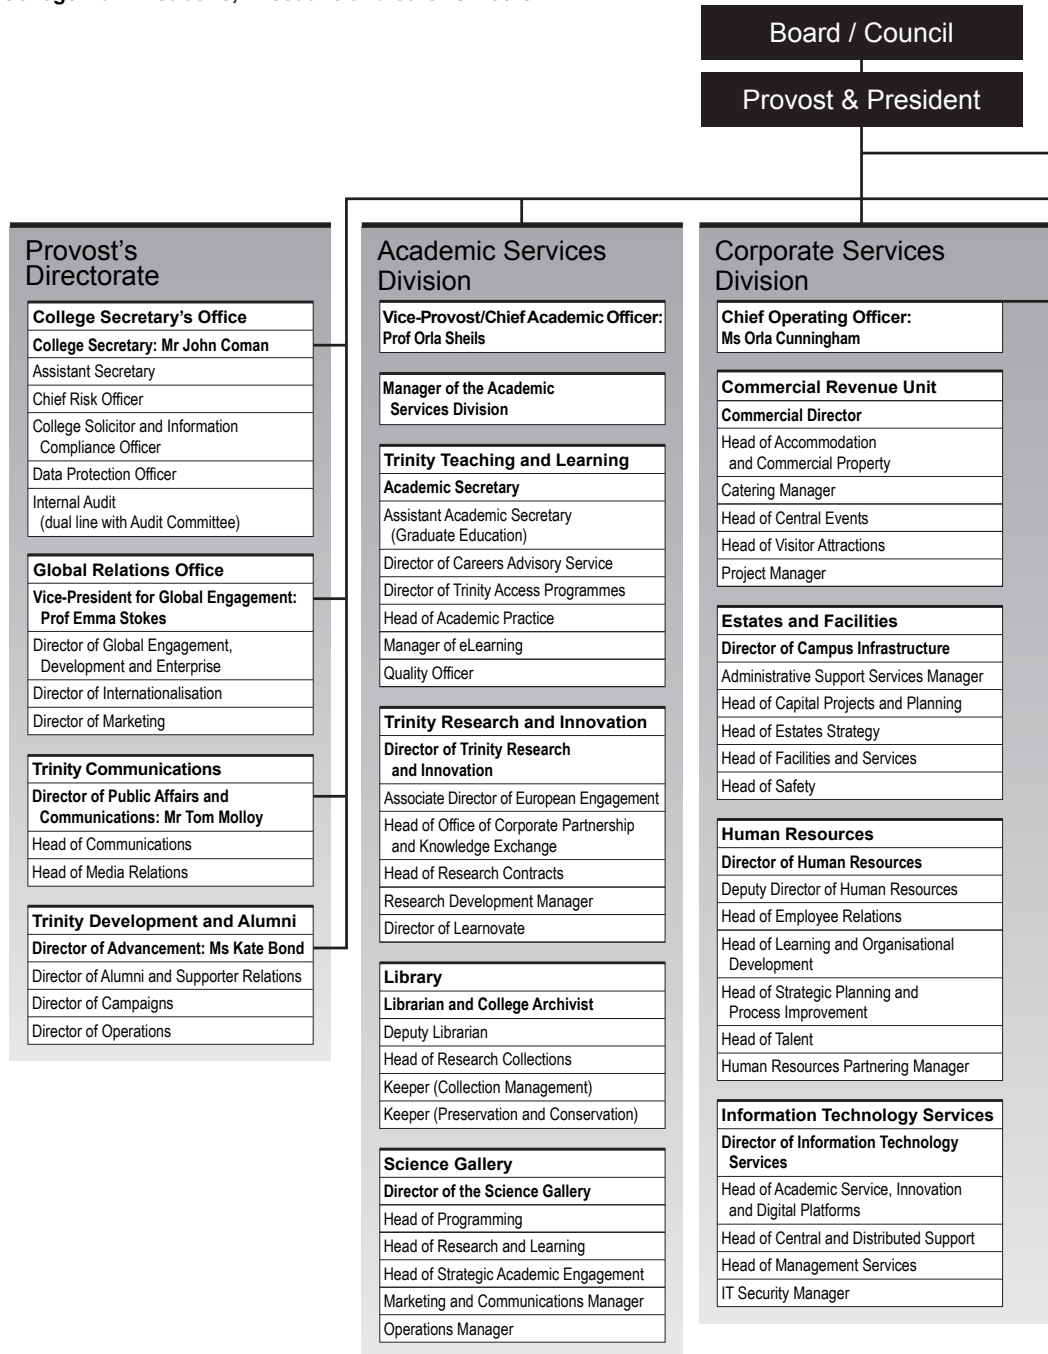 Board / Council
Provost & President
Provost's
Directorate
College Secretary's Office
College Secretary: Mr John Coman
Assistant Secretary
Chief Risk Officer
College Solicitor and Information
Compliance Officer
Data Protection Officer
Internal Audit
(dual line with Audit Committee)
Global Relations Office
Vice-President for Global Engagement:
Prof Emma Stokes
Director of Global Engagement,
Development and Enterprise
Director of Internationalisation
Director of Marketing
Trinity Communications
Director of Public Affairs and
Communications: Mr Tom Molloy
Head of Communications
Head of Media Relations
Trinity Development and Alumni
Director of Advancement: Ms Kate Bond
Director of Alumni and Supporter Relations
Director of Campaigns
Director of Operations
Academic Services
Division
Vice-Provost/Chief Academic Officer:
Prof Orla Sheils
Manager of the Academic
Services Division
Trinity Teaching and Learning
Academic Secretary
Assistant Academic Secretary
(Graduate Education)
Director of Careers Advisory Service
Director of Trinity Access Programmes
Head of Academic Practice
Manager of eLearning
Quality Officer
Trinity Research and Innovation
Director of Trinity Research
and Innovation
Associate Director of European Engagement
Head of Office of Corporate Partnership
and Knowledge Exchange
Head of Research Contracts
Research Development Manager
Director of Learnovate
Library
Librarian and College Archivist
Deputy Librarian
Head of Research Collections
Keeper (Collection Management)
Keeper (Preservation and Conservation)
Science Gallery
Director of the Science Gallery
Head of Programming
Head of Research and Learning
Head of Strategic Academic Engagement
Marketing and Communications Manager
Operations Manager
Corporate Services
Division
Chief Operating Officer:
Ms Orla Cunningham
Commercial Revenue Unit
Commercial Director
Head of Accommodation
and Commercial Property
Catering Manager
Head of Central Events
Head of Visitor Attractions
Project Manager
Estates and Facilities
Director of Campus Infrastructure
Administrative Support Services Manager
Head of Capital Projects and Planning
Head of Estates Strategy
Head of Facilities and Services
Head of Safety
Human Resources
Director of Human Resources
Deputy Director of Human Resources
Head of Employee Relations
Head of Learning and Organisational
Development
Head of Strategic Planning and
Process Improvement
Head of Talent
Human Resources Partnering Manager
Information Technology Services
Director of Information Technology
Services
Head of Academic Service, Innovation
and Digital Platforms
Head of Central and Distributed Support
Head of Management Services
IT Security Manager